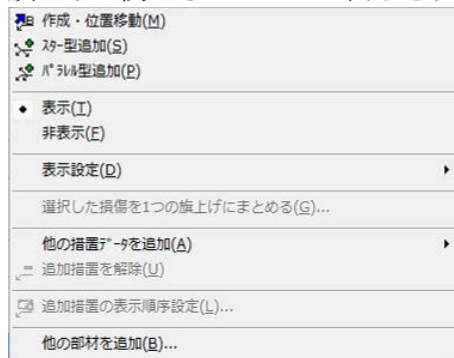 作成・位置移動(M)
ｽﾀｰ型追加(S)
ﾊﾟﾗﾚﾙ型追加(P)
表示(T)
非表示(F)
表示設定(D)
選択した損傷を1つの旗上げにまとめる(G)...
他の措置ﾃﾞｰﾀを追加(A)
追加措置を解除(U)
追加措置の表示順序設定(L)...
他の部材を追加(B)...